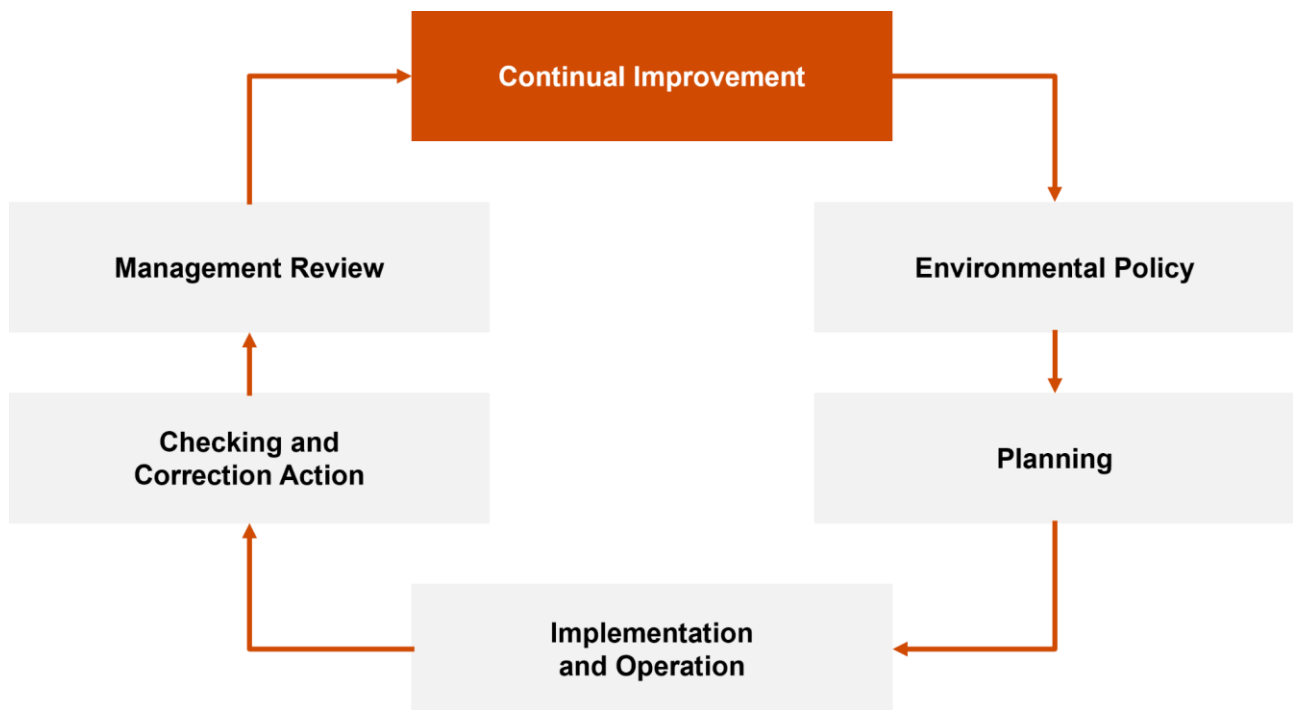 Continual Improvement
Management Review
Environmental Policy
Checking and
Correction Action
Planning
Implementation
and Operation